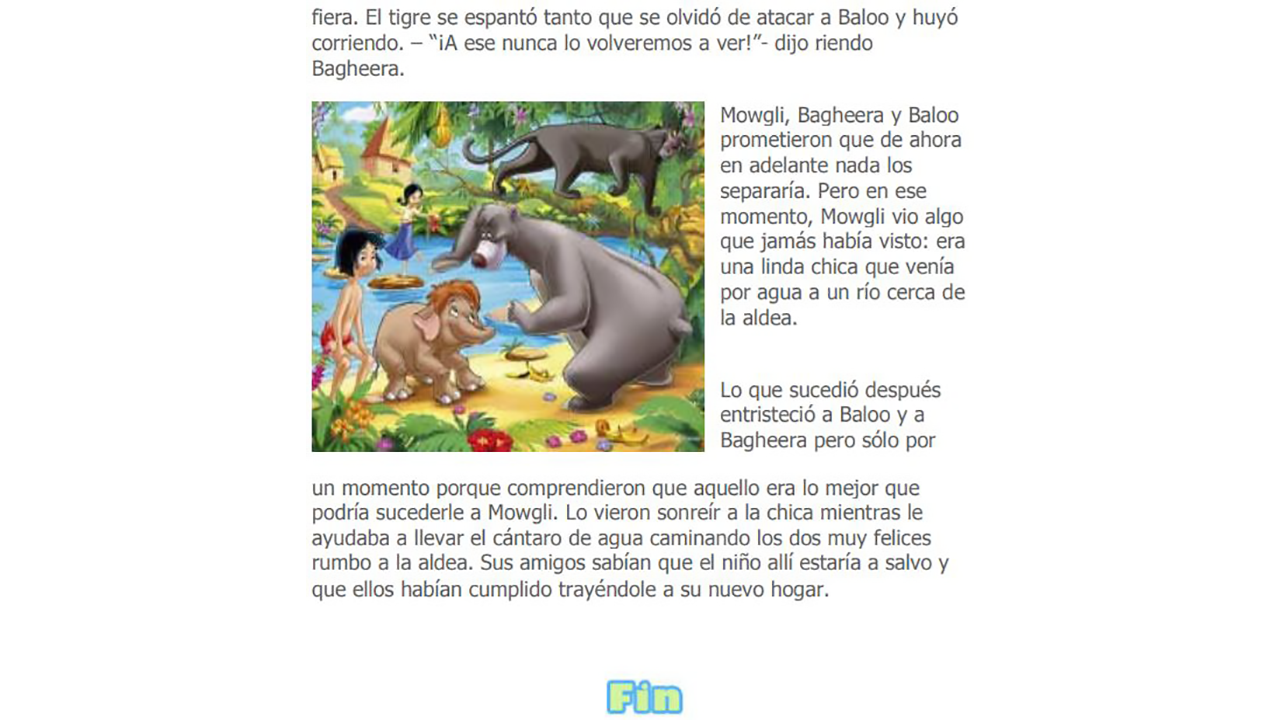 fiera. El tigre se espantó tanto que se olvidó de atacar a Baloo y huyó
corriendo. – “¡A ese nunca lo volveremos a ver!”- dijo riendo
Bagheera.
Mowgli, Bagheera y Baloo
prometieron que de ahora
en adelante nada los
separaría. Pero en ese
momento, Mowgli vio algo
que jamás había visto: era
una linda chica que venía
por agua a un río cerca de
la aldea.
Lo que sucedió después
entristeció a Baloo y a
Bagheera pero sólo por
un momento porque comprendieron que aquello era lo mejor que
podría sucederle a Mowgli. Lo vieron sonreír a la chica mientras le
ayudaba a llevar el cántaro de agua caminando los dos muy felices
rumbo a la aldea. Sus amigos sabían que el niño allí estaría a salvo y
que ellos habían cumplido trayéndole a su nuevo hogar.
Fin